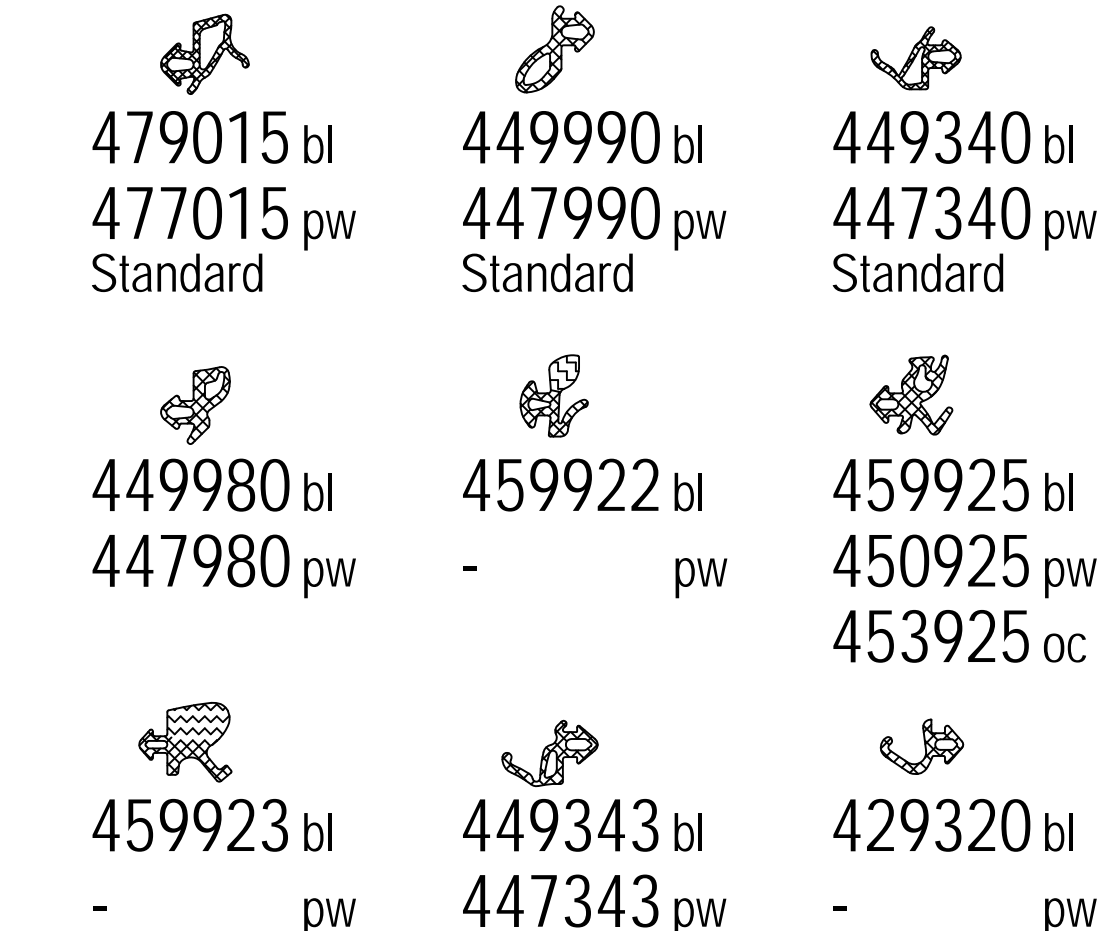 479015 bl 449990 bl 449340 bl
477015 pw 447990 pw 447340 pw
Standard Standard Standard
449980 bl 459922 bl 459925 bl
447980 pw - pw 450925 pw
453925 oc
459923 bl 449343 bl 429320 bl
- pw 447343 pw - pw